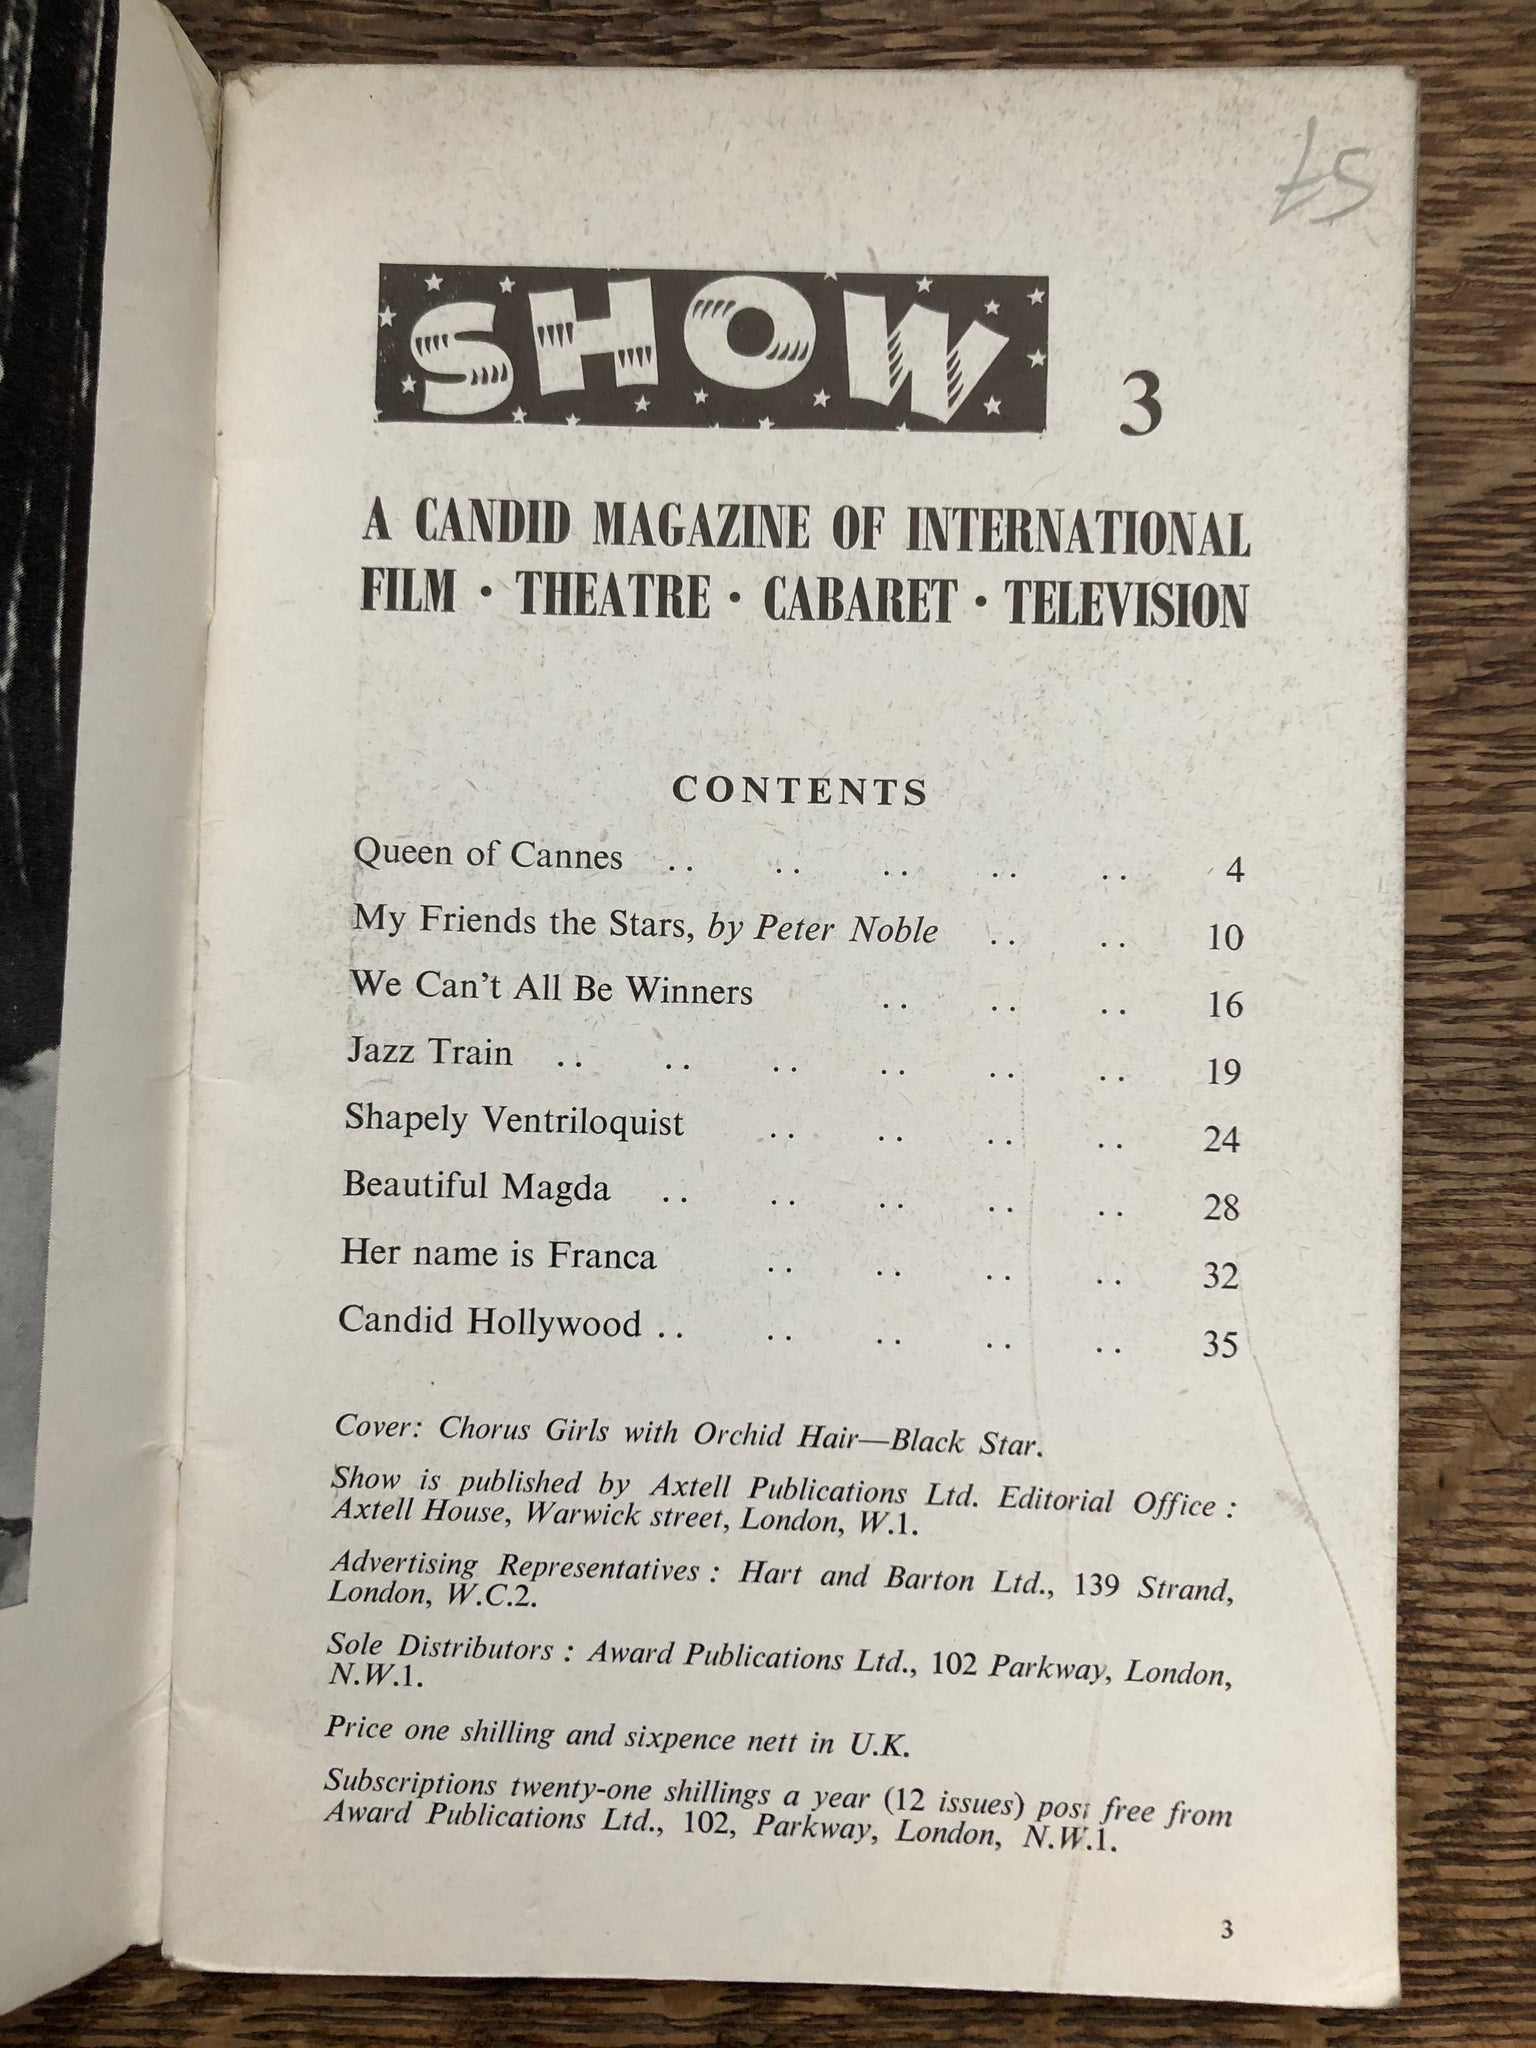 £5
SHOW 3
A CANDID MAGAZINE OF INTERNATIONAL
FILM · THEATRE · CABARET · TELEVISION
CONTENTS
Queen of Cannes .. .. .. .. .. 4
My Friends the Stars, by Peter Noble .. .. 10
We Can't All Be Winners .. .. .. 16
Jazz Train .. .. .. .. .. .. 19
Shapely Ventriloquist .. .. .. .. 24
Beautiful Magda .. .. .. .. .. 28
Her name is Franca .. .. .. .. 32
Candid Hollywood .. .. .. .. .. 35
Cover: Chorus Girls with Orchid Hair—Black Star.
Show is published by Axtell Publications Ltd. Editorial Office :
Axtell House, Warwick street, London, W.1.
Advertising Representatives : Hart and Barton Ltd., 139 Strand,
London, W.C.2.
Sole Distributors : Award Publications Ltd., 102 Parkway, London,
N.W.1.
Price one shilling and sixpence nett in U.K.
Subscriptions twenty-one shillings a year (12 issues) post free from
Award Publications Ltd., 102, Parkway, London, N.W.1.
3